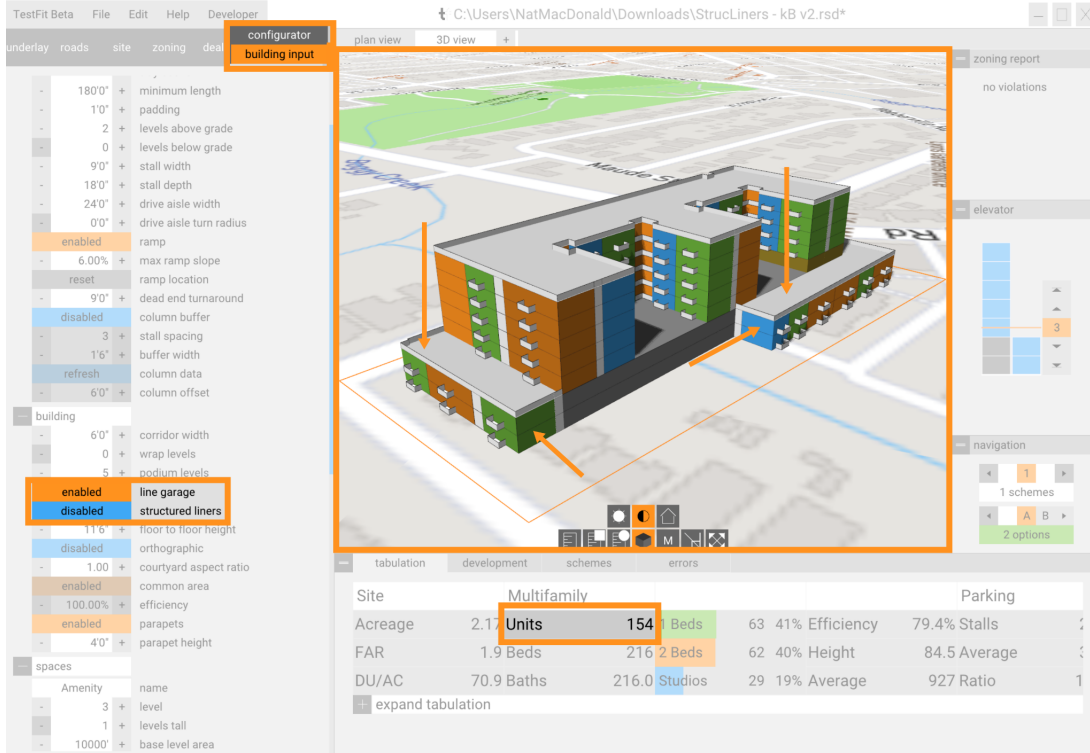 TestFit Beta File Edit Help Developer
C:\Users\NatMacDonald\Downloads\StrucLiners - kB v2.rsd*
underlay roads site zoning deal
configurator
building input
plan view 3D view +
- 180'0" + minimum length
- 1'0" + padding
2 + levels above grade
- 0 + levels below grade
- 9'0" + stall width
- 18'0" + stall depth
- 24'0" + drive aisle width
- 0'0" + drive aisle turn radius
enabled ramp
- 6.00% + max ramp slope
reset ramp location
- 9'0" + dead end turnaround
disabled column buffer
- 3 + stall spacing
- 1'6" + buffer width
refresh column data
- 6'0" + column offset
building
- 6'0" + corridor width
- 0 + wrap levels
- 5 + podium levels
enabled line garage
disabled structured liners
- 11'6" + floor to floor height
disabled orthographic
- 1.00 + courtyard aspect ratio
enabled common area
- 100.00% + efficiency
enabled parapets
- 4'0" + parapet height
spaces
Amenity name
- 3 + level
- 1 + levels tall
- 10000' + base level area
Boggy Creek
Maude S
Rd
M
zoning report
no violations
elevator
3
navigation
1
1 schemes
A B
2 options
tabulation development schemes errors
Site Multifamily Parking
Acreage 2.17 Units 154 1 Beds 63 41% Efficiency 79.4% Stalls
FAR 1.9 Beds 216 2 Beds 62 40% Height 84.5 Average
DU/AC 70.9 Baths 216.0 Studios 29 19% Average 927 Ratio 1
+ expand tabulation